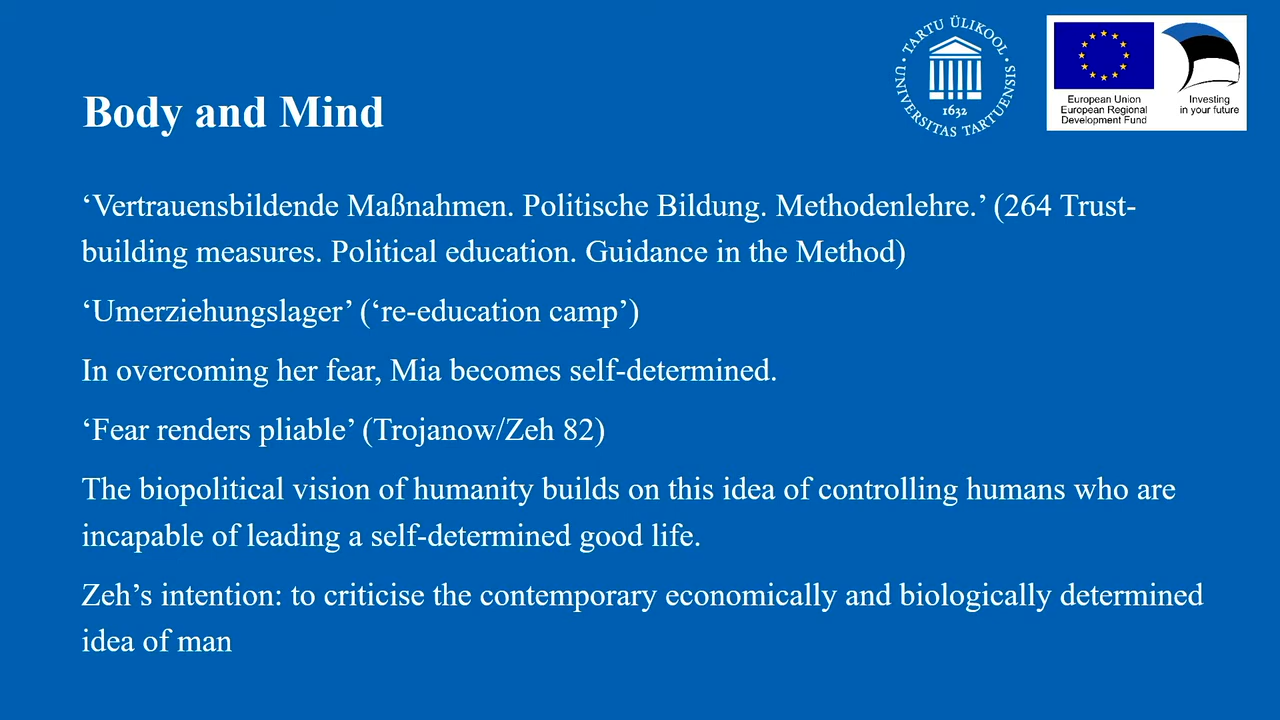 TARTU ÜLIKOOL
UNIVERSITAS TARTUENSIS
1632
European Union
European Regional
Development Fund
Investing
in your future
Body and Mind
‘Vertrauensbildende Maßnahmen. Politische Bildung. Methodenlehre.’ (264 Trust-
building measures. Political education. Guidance in the Method)
‘Umerziehungslager’ (‘re-education camp’)
In overcoming her fear, Mia becomes self-determined.
‘Fear renders pliable’ (Trojanow/Zeh 82)
The biopolitical vision of humanity builds on this idea of controlling humans who are
incapable of leading a self-determined good life.
Zeh’s intention: to criticise the contemporary economically and biologically determined
idea of man